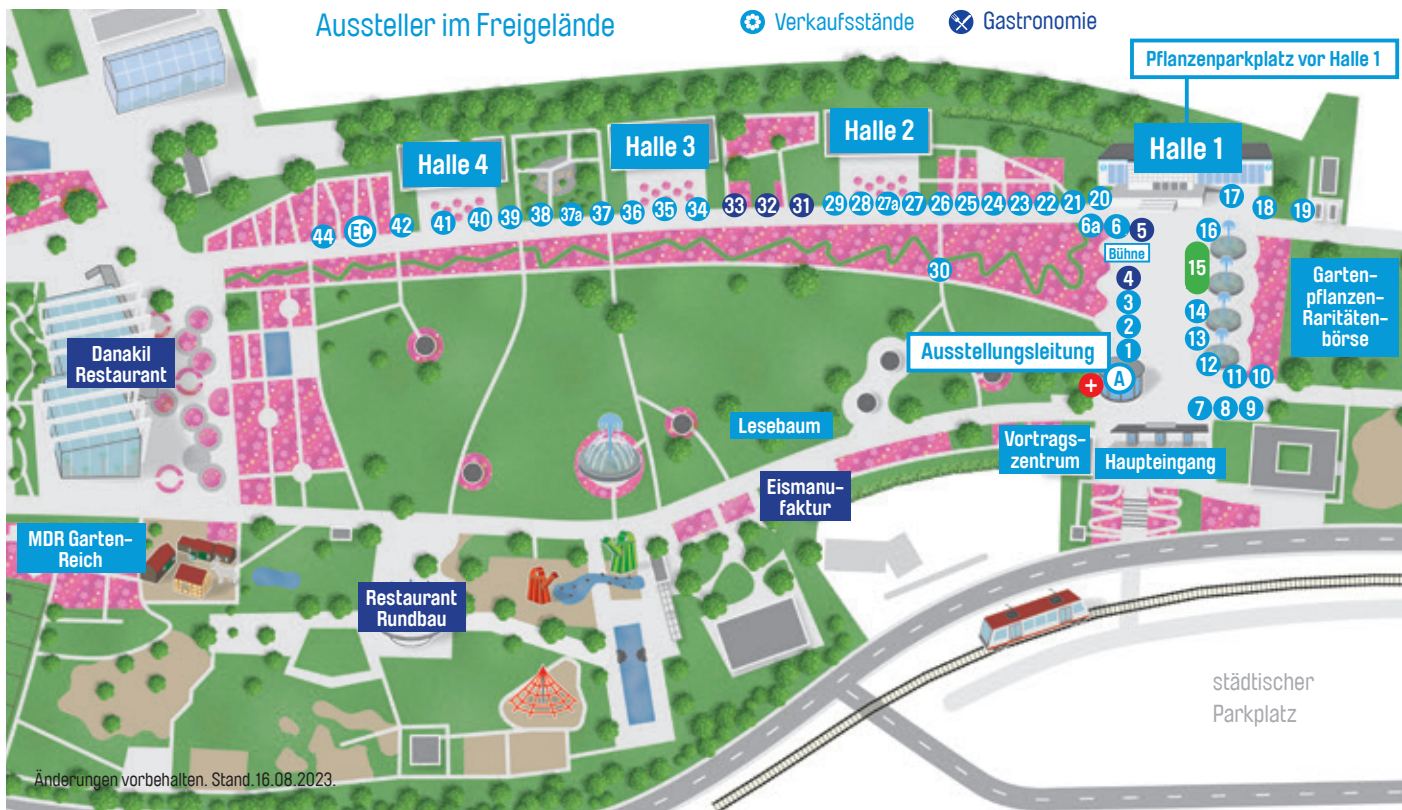 Aussteller im Freigelände
Verkaufsstände
Gastronomie
Pflanzenparkplatz vor Halle 1
Halle 4
Halle 3
Halle 2
Halle 1
44
EC
42
41
40
39
38
37a
37
36
35
34
33
32
31
29
28
27a
27
26
25
24
23
22
21
20
17
18
19
6a
6
5
16
Bühne
30
4
15
3
14
2
13
1
12
11
10
A
7
8
9
Garten-
pflanzen-
Raritäten-
börse
Ausstellungsleitung
Danakil
Restaurant
Lesebaum
Vortrags-
zentrum
Haupteingang
Eismanu-
faktur
MDR Garten-
Reich
Restaurant
Rundbau
städtischer
Parkplatz
Änderungen vorbehalten. Stand.16.08.2023.